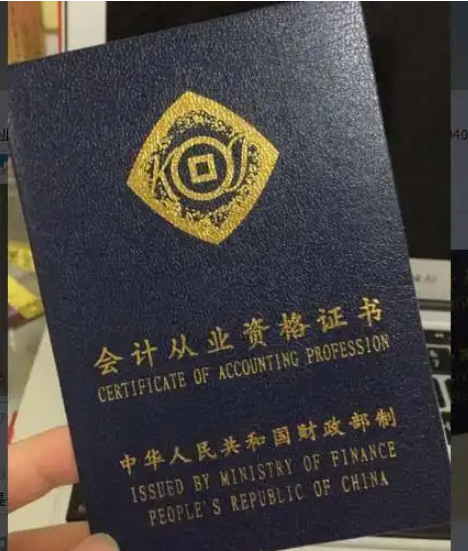 会计从业资格证书
CERTIFICATE OF ACCOUNTING PROFESSION
中华人民共和国财政部制
ISSUED BY MINISTRY OF FINANCE
PEOPLE'S REPUBLIC OF CHINA